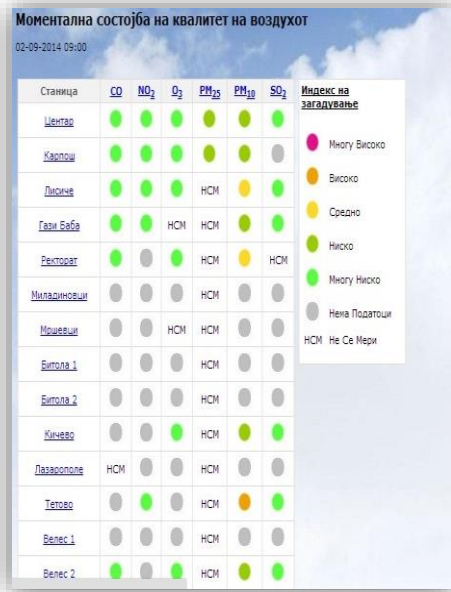 Моментална состојба на квалитет на воздухот
02-09-2014 09:00
Станица CO NO2 O3 PM25 PM10 SO2
Центар
Карпош
Лисиче НСМ
Гази Баба НСМ НСМ
Ректорат НСМ НСМ
Миладиновци НСМ
Мршевци НСМ НСМ
Битола 1 НСМ
Битола 2 НСМ
Кичево НСМ
Лазарополе НСМ НСМ
Тетово НСМ
Велес 1 НСМ
Велес 2 НСМ
Индекс на
загадување
Многу Високо
Високо
Средно
Ниско
Многу Ниско
Нема Податоци
НСМ Не Се Мери